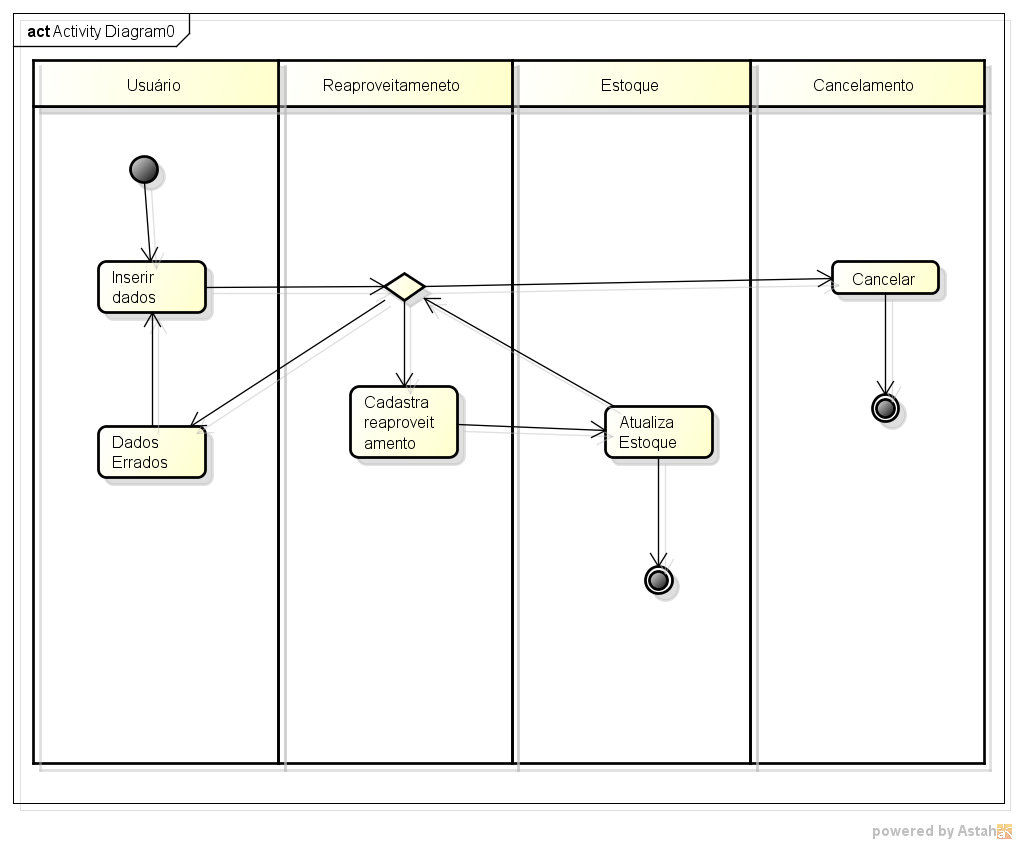 act Activity Diagram0
Usuário
Reaproveitameneto
Estoque
Cancelamento
Inserir
dados
Cancelar
Cadastra
reaproveit
amento
Atualiza
Estoque
Dados
Errados
powered by Astah